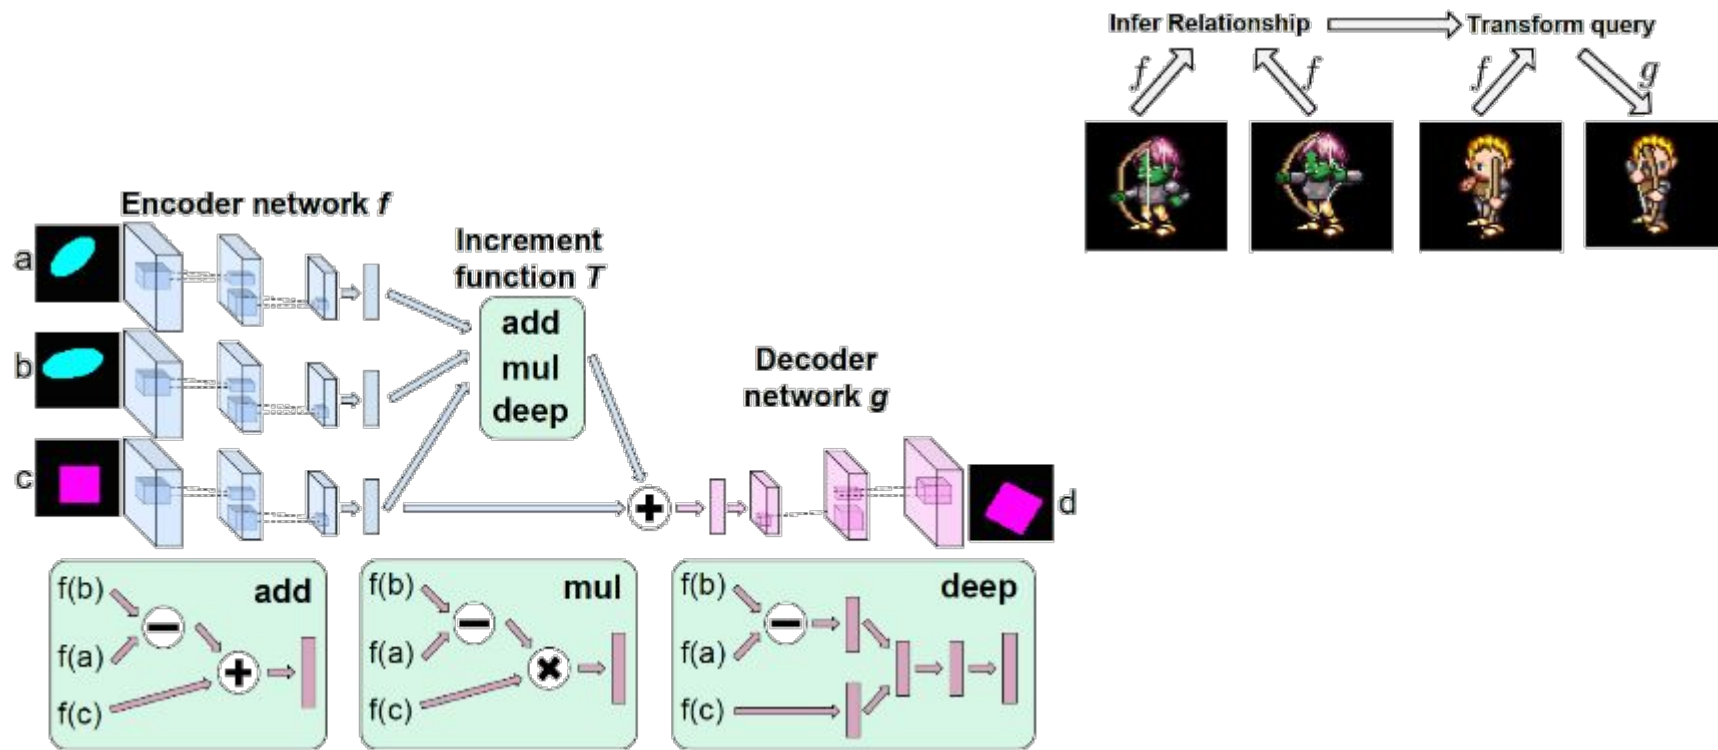 Infer Relationship
Transform query
f
f
f
g
Encoder network f
a
b
c
Increment
function T
add
mul
deep
Decoder
network g
d
f(b)
f(a)
f(c)
add
f(b)
f(a)
f(c)
mul
f(b)
f(a)
f(c)
deep